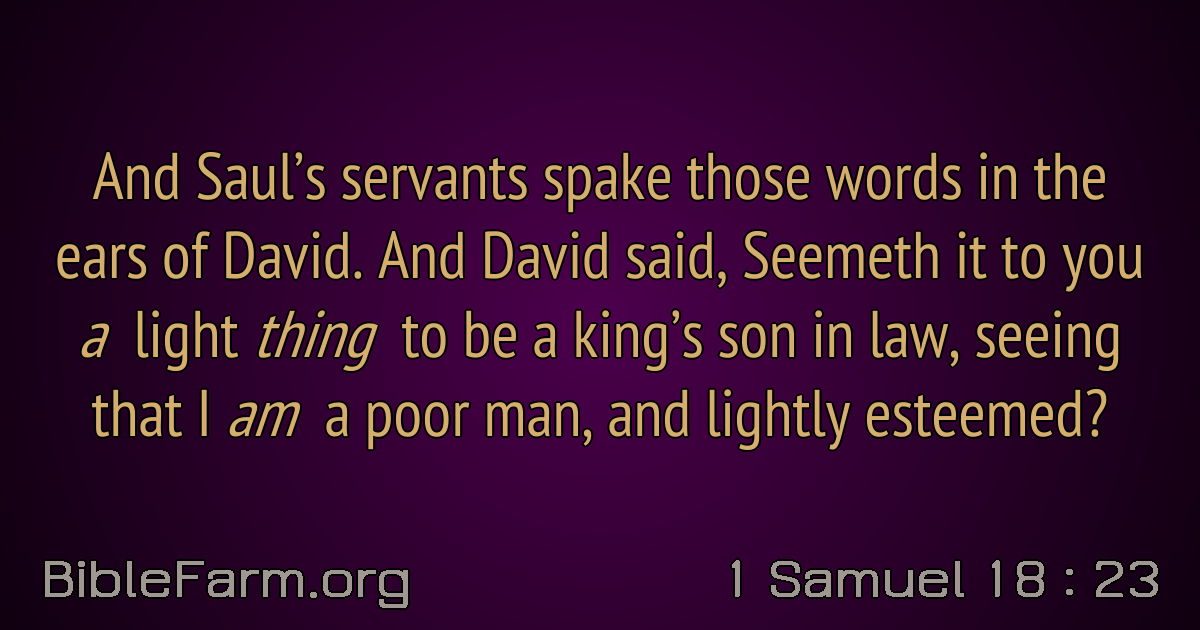 And Saul’s servants spake those words in the
ears of David. And David said, Seemeth it to you
a light thing to be a king’s son in law, seeing
that I am a poor man, and lightly esteemed?
BibleFarm.org
1 Samuel 18 : 23